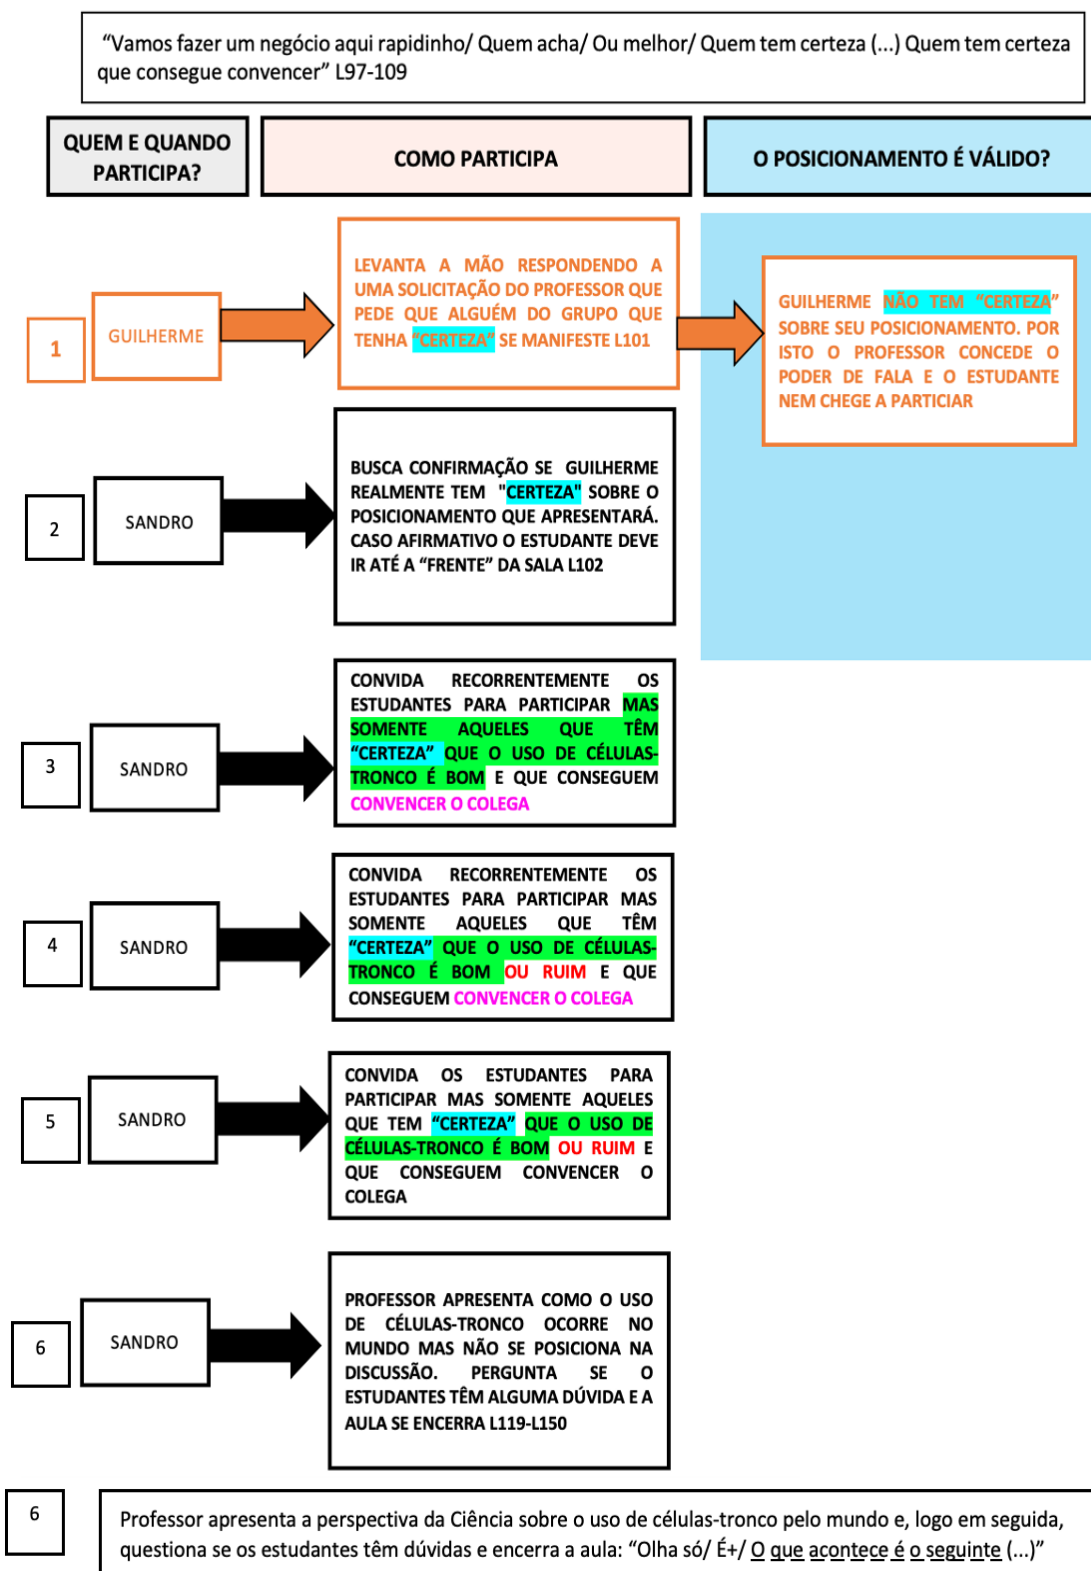 “Vamos fazer um negócio aqui rapidinho/ Quem acha/ Ou melhor/ Quem tem certeza (...) Quem tem certeza
que consegue convencer” L97-109
QUEM E QUANDO
PARTICIPA?
COMO PARTICIPA
O POSICIONAMENTO É VÁLIDO?
1
GUILHERME
LEVANTA A MÃO RESPONDENDO A
UMA SOLICITAÇÃO DO PROFESSOR QUE
PEDE QUE ALGUÉM DO GRUPO QUE
TENHA “CERTEZA” SE MANIFESTE L101
GUILHERME NÃO TEM “CERTEZA”
SOBRE SEU POSICIONAMENTO. POR
ISTO O PROFESSOR CONCEDE O
PODER DE FALA E O ESTUDANTE
NEM CHEGE A PARTICIAR
2
SANDRO
BUSCA CONFIRMAÇÃO SE GUILHERME
REALMENTE TEM "CERTEZA" SOBRE O
POSICIONAMENTO QUE APRESENTARÁ.
CASO AFIRMATIVO O ESTUDANTE DEVE
IR ATÉ A “FRENTE” DA SALA L102
3
SANDRO
CONVIDA RECORRENTEMENTE OS
ESTUDANTES PARA PARTICIPAR MAS
SOMENTE AQUELES QUE TÊM
“CERTEZA” QUE O USO DE CÉLULAS-
TRONCO É BOM E QUE CONSEGUEM
CONVENCER O COLEGA
4
SANDRO
CONVIDA RECORRENTEMENTE OS
ESTUDANTES PARA PARTICIPAR MAS
SOMENTE AQUELES QUE TÊM
“CERTEZA” QUE O USO DE CÉLULAS-
TRONCO É BOM OU RUIM E QUE
CONSEGUEM CONVENCER O COLEGA
5
SANDRO
CONVIDA OS ESTUDANTES PARA
PARTICIPAR MAS SOMENTE AQUELES
QUE TEM “CERTEZA” QUE O USO DE
CÉLULAS-TRONCO É BOM OU RUIM E
QUE CONSEGUEM CONVENCER O
COLEGA
6
SANDRO
PROFESSOR APRESENTA COMO O USO
DE CÉLULAS-TRONCO OCORRE NO
MUNDO MAS NÃO SE POSICIONA NA
DISCUSSÃO. PERGUNTA SE O
ESTUDANTES TÊM ALGUMA DÚVIDA E A
AULA SE ENCERRA L119-L150
6
Professor apresenta a perspectiva da Ciência sobre o uso de células-tronco pelo mundo e, logo em seguida,
questiona se os estudantes têm dúvidas e encerra a aula: “Olha só/ É+/ O que acontece é o seguinte (...)”